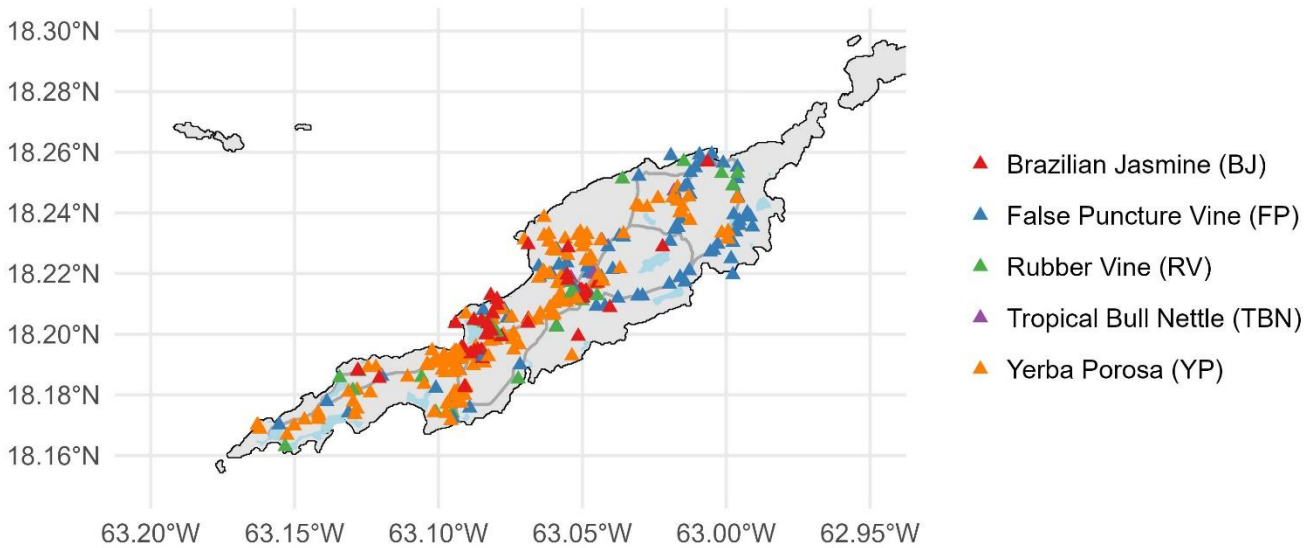 18.30°N
18.28°N
18.26°N
18.24°N
18.22°N
18.20°N
18.18°N
18.16°N
63.20°W 63.15°W 63.10°W 63.05°W 63.00°W 62.95°W
Brazilian Jasmine (BJ)
False Puncture Vine (FP)
Rubber Vine (RV)
Tropical Bull Nettle (TBN)
Yerba Porosa (YP)